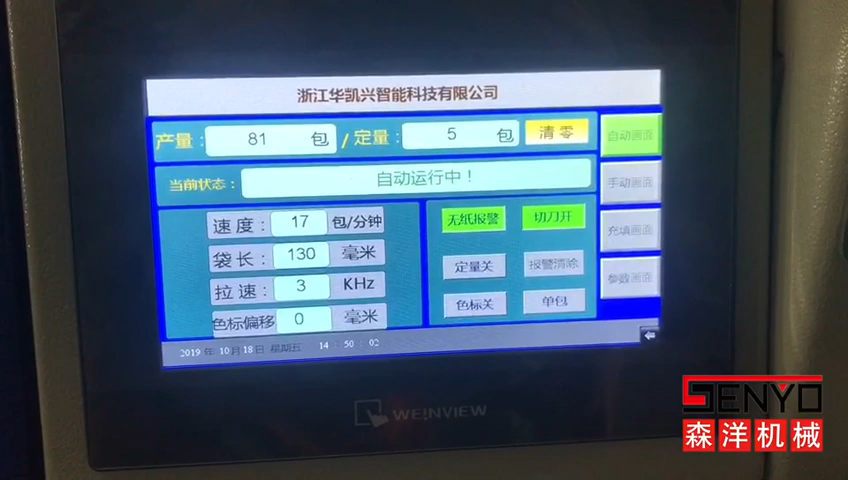 浙江华凯兴智能科技有限公司
产量: 81 包 / 定量: 5 包 清零
当前状态: 自动运行中!
速度: 17 包/分钟
袋长: 130 毫米
拉速: 3 KHz
色标偏移 0 毫米
无纸报警 切刀开
定量关 报警清除
色标关 单包
自动画面
手动画面
充填画面
参数画面
2019 年 10 月 18 日 星期五 14 : 50 : 02
WEINVIEW
SENYO
森洋机械